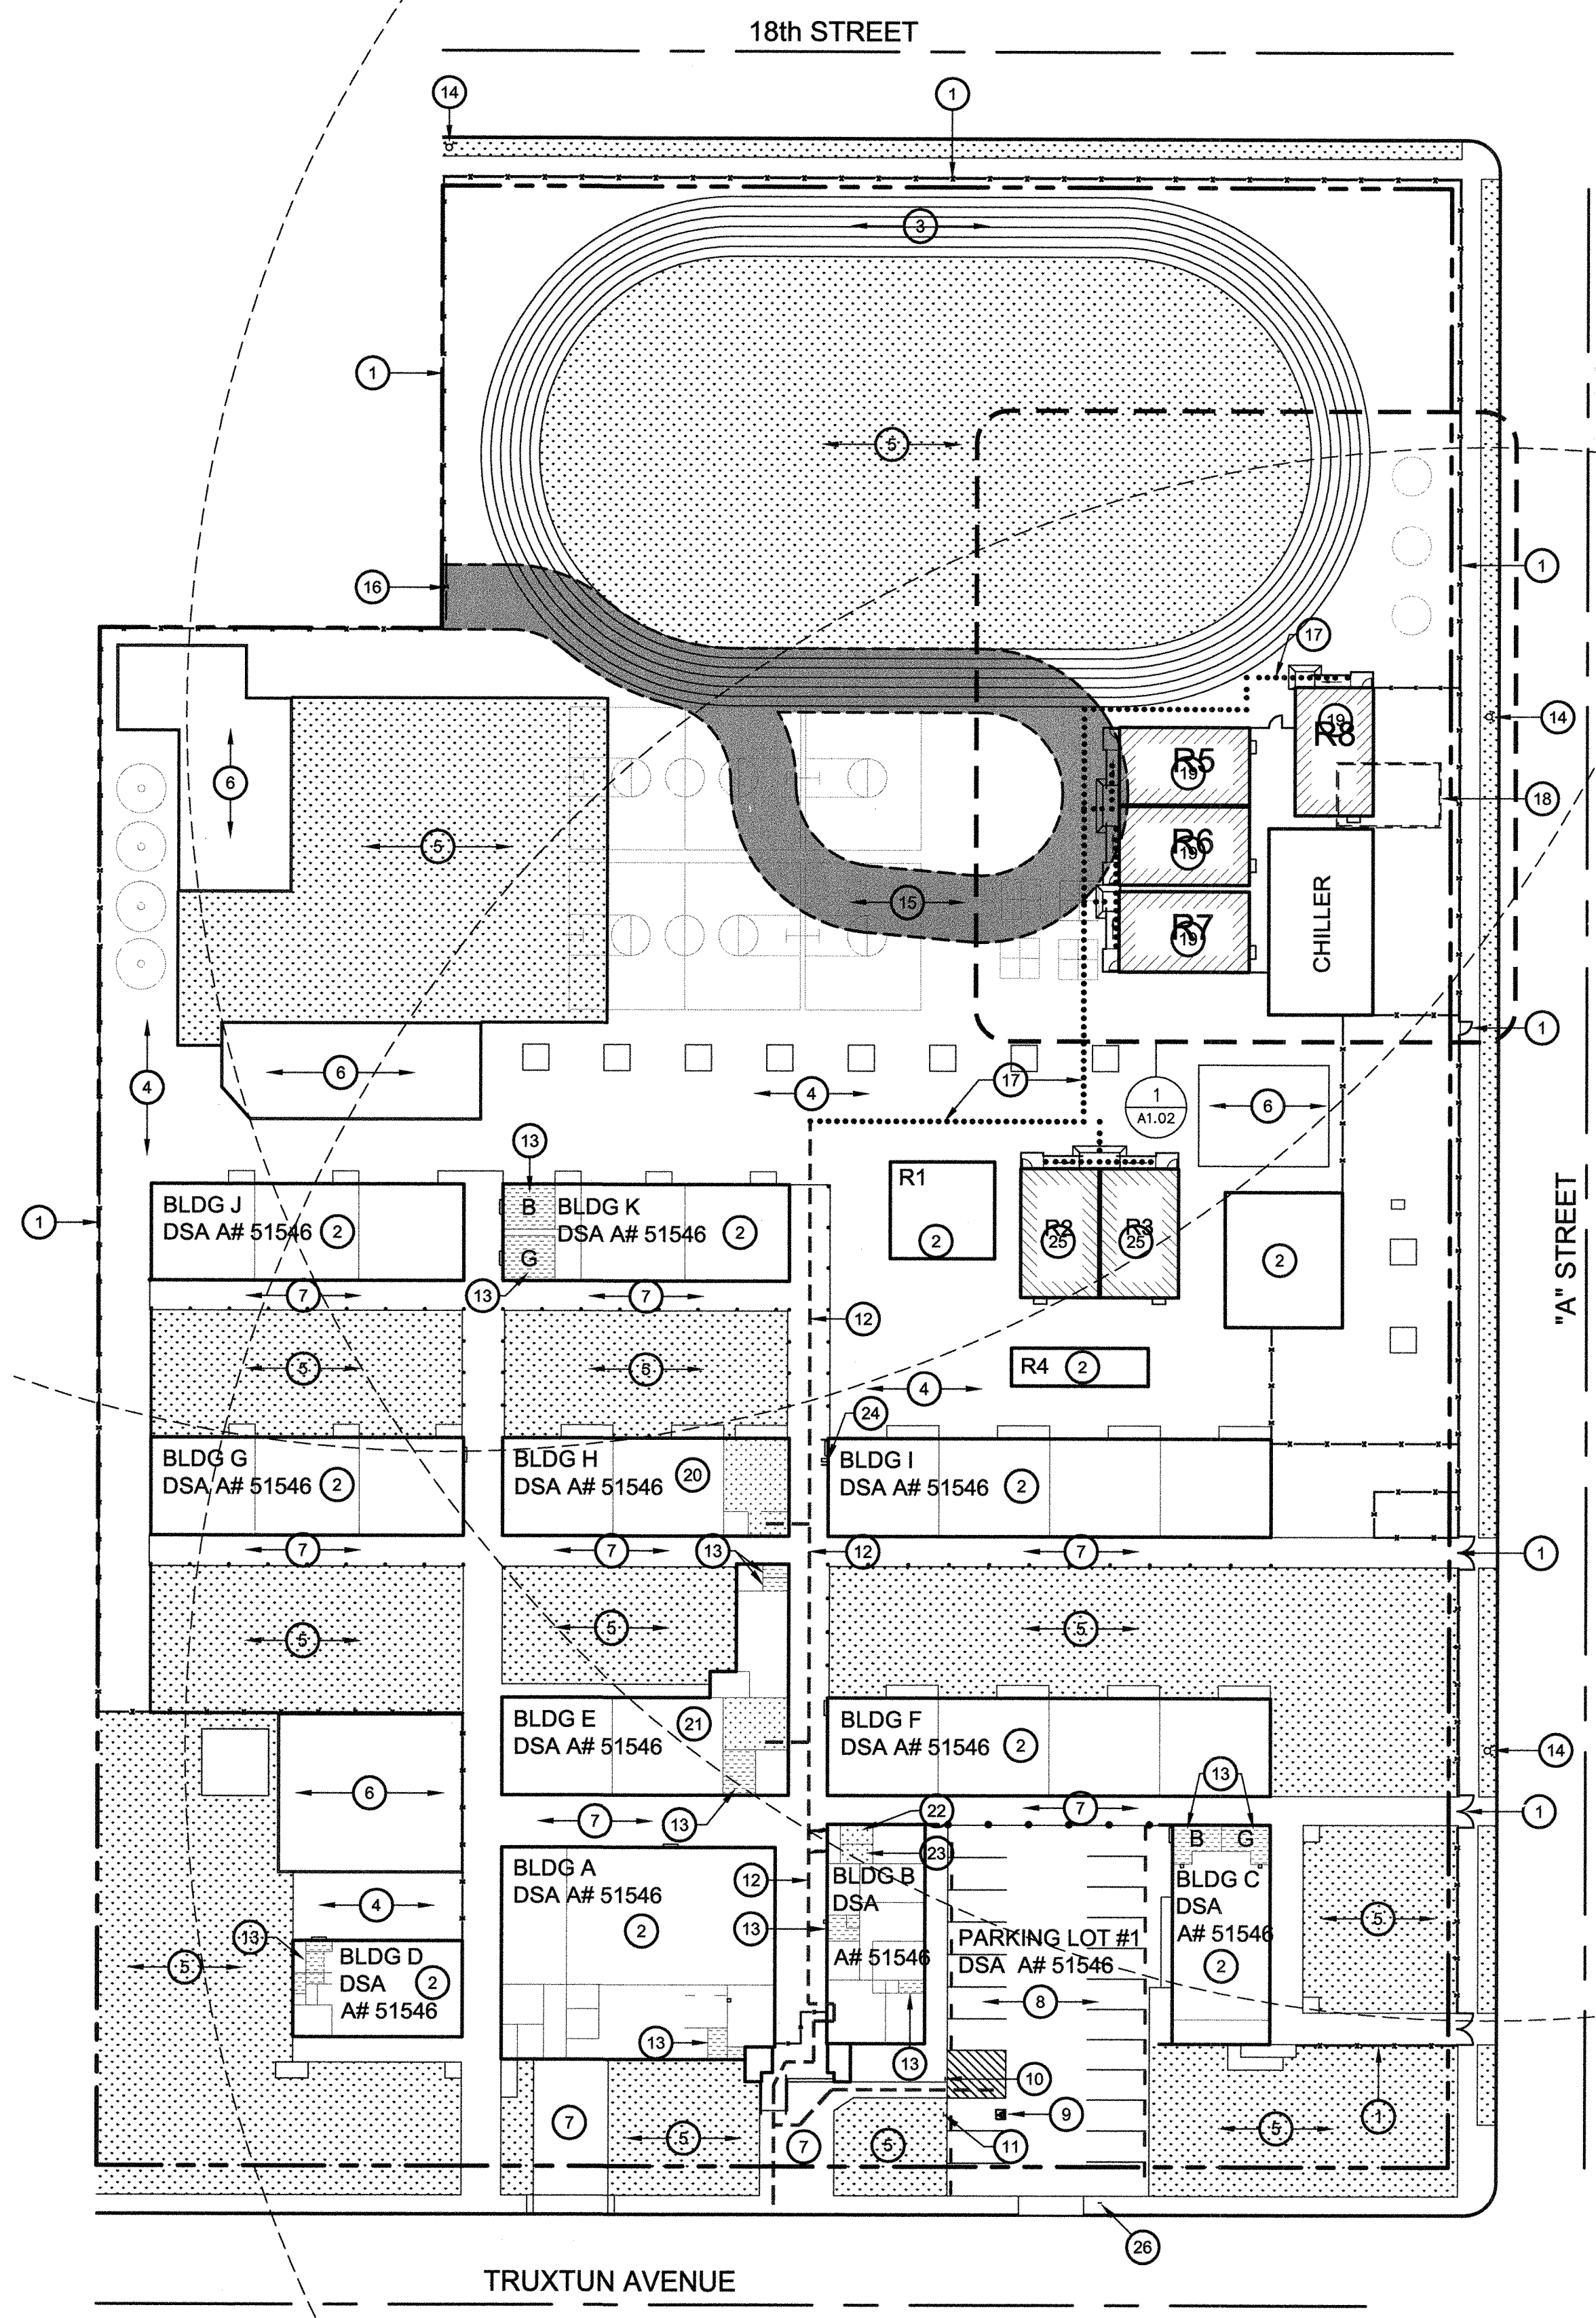 18th STREET
14
1
3
1
5
16
1
17
14
19
R8
R5
19
18
6
5
R6
19
15
R7
19
CHILLER
1
4
6
4
17
1
A1.02
6
"A" STREET
13
R1
2
R2
25
R3
25
2
1
BLDG J
DSA A# 51546
2
B
G
BLDG K
DSA A# 51546
2
13
7
7
12
5
5
R4
2
4
24
BLDG G
DSA A# 51546
2
BLDG H
DSA A# 51546
20
BLDG I
DSA A# 51546
2
7
7
13
12
7
1
5
5
5
BLDG E
DSA A# 51546
21
BLDG F
DSA A# 51546
2
14
6
13
7
13
22
7
1
BLDG A
DSA A# 51546
2
23
12
BLDG B
DSA
A# 51546
13
B
G
BLDG C
DSA
A# 51546
2
PARKING LOT #1
DSA A# 51546
8
5
4
13
5
BLDG D
DSA
A# 51546
2
13
13
10
9
11
7
5
7
5
5
1
26
TRUXTUN AVENUE